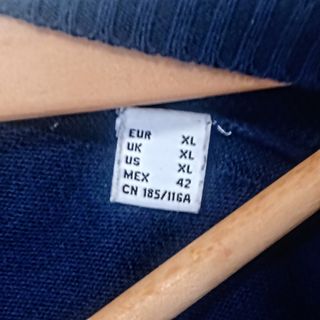 EUR XL
UK XL
US XL
MEX 42
CN 185/116A